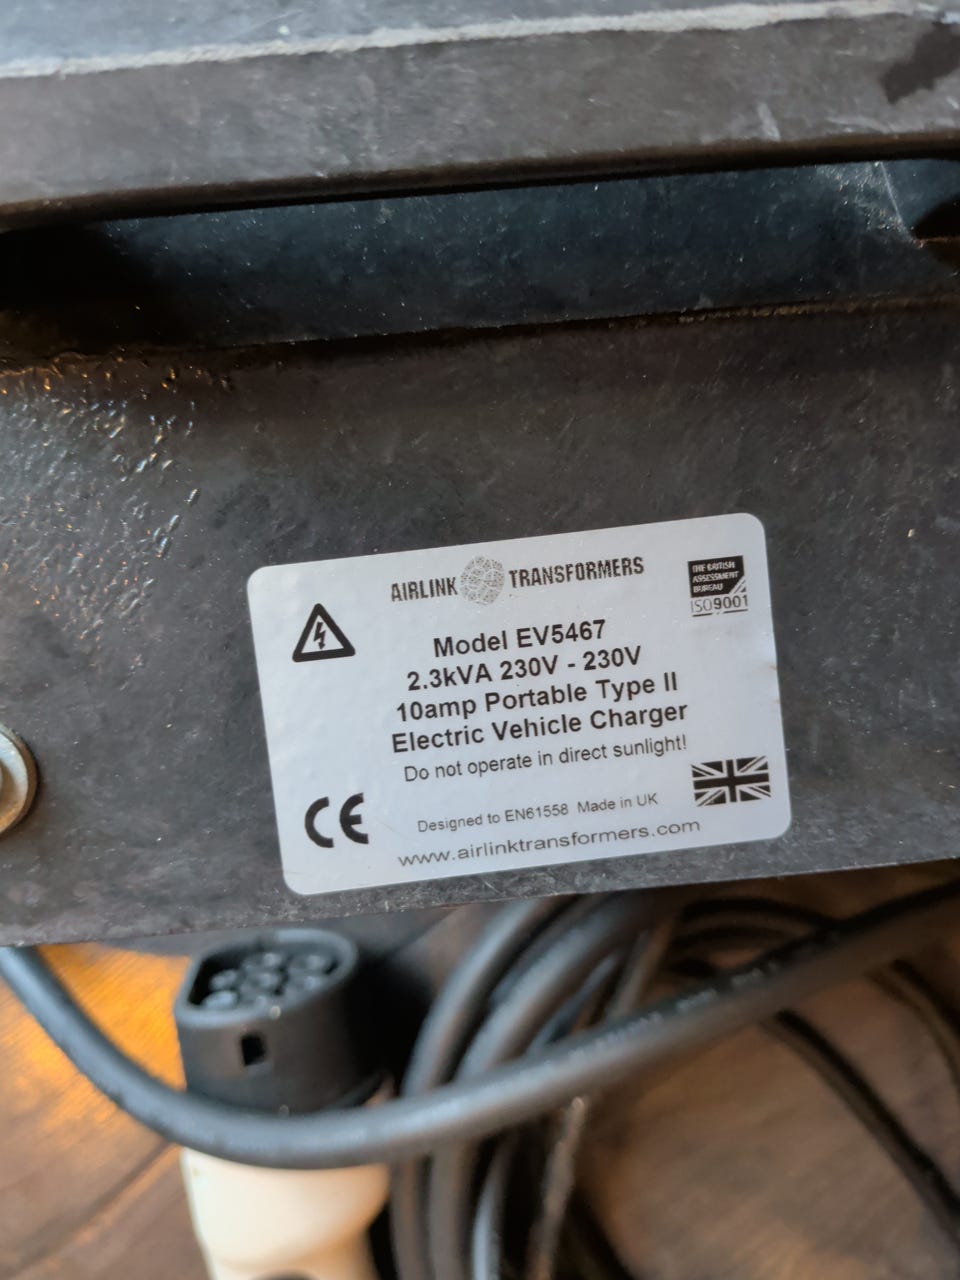 AIRLINK TRANSFORMERS
THE BRITISH
ASSESSMENT
BUREAU
ISO9001
Model EV5467
2.3kVA 230V - 230V
10amp Portable Type II
Electric Vehicle Charger
Do not operate in direct sunlight!
CE
Designed to EN61558 Made in UK
www.airlinktransformers.com